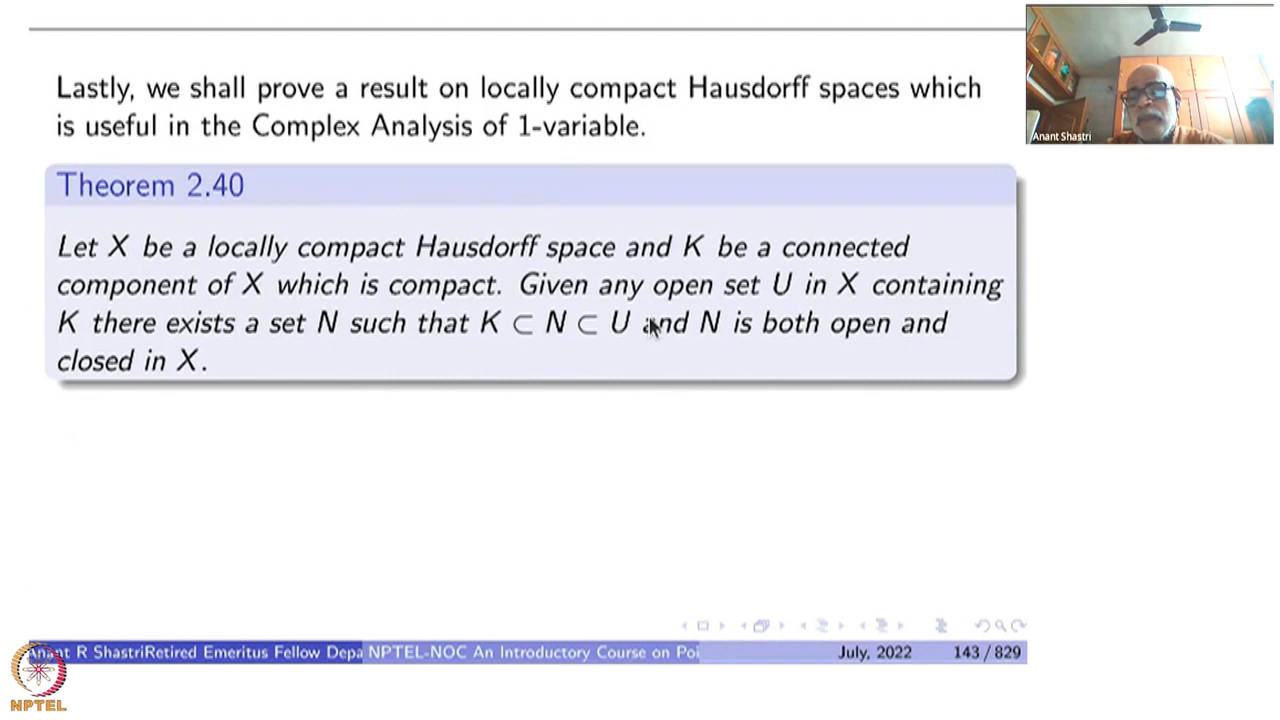 Lastly, we shall prove a result on locally compact Hausdorff spaces which
is useful in the Complex Analysis of 1-variable.
Anant Shastri
Theorem 2.40
Let X be a locally compact Hausdorff space and K be a connected
component of X which is compact. Given any open set U in X containing
K there exists a set N such that K ⊂ N ⊂ U and N is both open and
closed in X.
Anant R ShastriRetired Emeritus Fellow Depa NPTEL-NOC An Introductory Course on Poi July, 2022 143 / 829
NPTEL